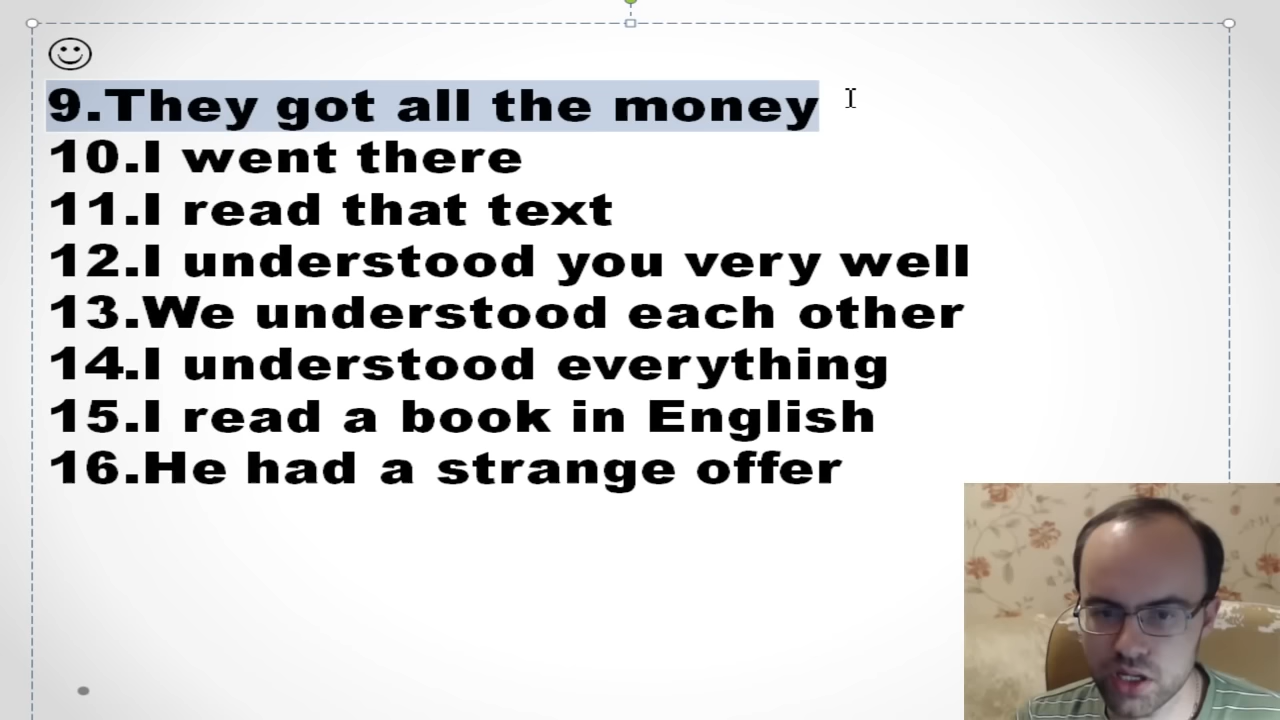 9.They got all the money
10.I went there
11.I read that text
12.I understood you very well
13.We understood each other
14.I understood everything
15.I read a book in English
16.He had a strange offer